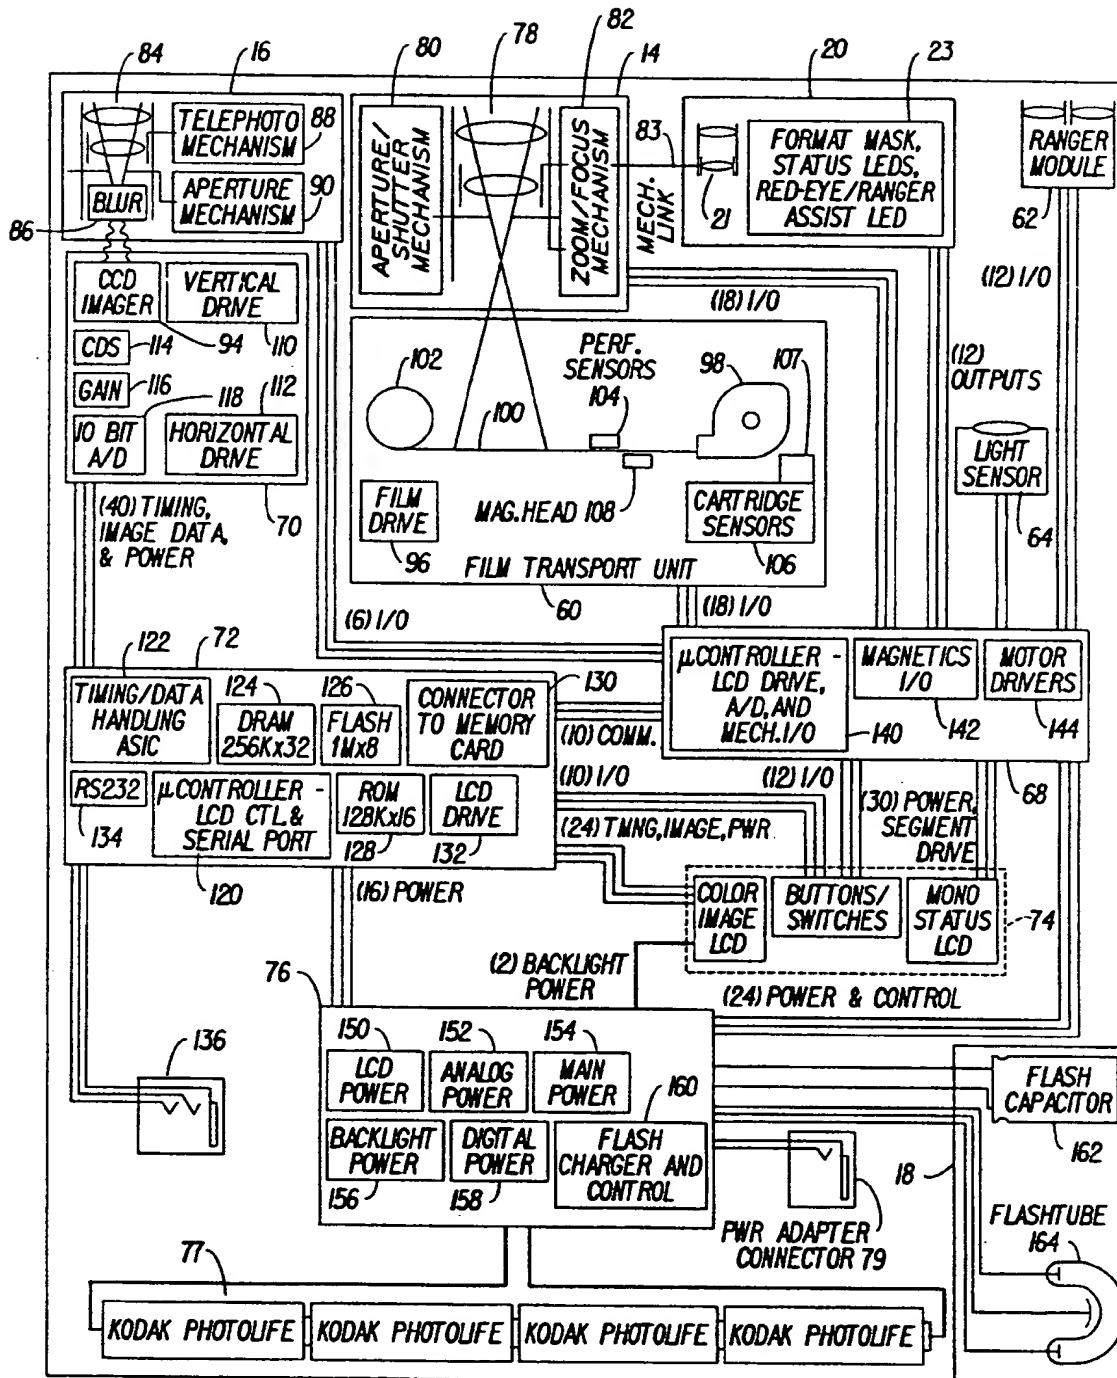 84
16
80
78
82
14
20
23
TELEPHOTO
MECHANISM
88
BLUR
APERTURE
MECHANISM
90
86
APERTURE/
SHUTTER
MECHANISM
ZOOM/FOCUS
MECHANISM
83
MECH.
LINK
21
FORMAT MASK,
STATUS LEDS,
RED-EYE/RANGER
ASSIST LED
RANGER
MODULE
62
(18) I/O
(12) I/O
CCD
IMAGER
VERTICAL
DRIVE
94
110
CDS
114
GAIN
116
118
112
10 BIT
A/D
HORIZONTAL
DRIVE
70
(40) TIMING,
IMAGE DATA,
& POWER
102
100
PERF.
SENSORS
104
98
107
MAG.HEAD 108
FILM
DRIVE
96
CARTRIDGE
SENSORS
106
FILM TRANSPORT UNIT
60
(12)
OUTPUTS
LIGHT
SENSOR
64
(6) I/O
(18) I/O
122
72
TIMING/DATA
HANDLING
ASIC
124
DRAM
256Kx32
126
FLASH
1Mx8
CONNECTOR
TO MEMORY
CARD
130
RS232
134
μCONTROLLER -
LCD CTL.&
SERIAL PORT
120
ROM
128Kx16
128
LCD
DRIVE
132
(10) COMM.
μCONTROLLER -
LCD DRIVE,
A/D, AND
MECH.I/O
140
MAGNETICS
I/O
142
MOTOR
DRIVERS
144
68
(10) I/O
(12) I/O
(24) TMNG,IMAGE,PWR
(30) POWER,
SEGMENT
DRIVE
(16) POWER
COLOR
IMAGE
LCD
BUTTONS/
SWITCHES
MONO
STATUS
LCD
74
(2) BACKLIGHT
POWER
(24) POWER & CONTROL
76
150
LCD
POWER
152
ANALOG
POWER
154
MAIN
POWER
BACKLIGHT
POWER
156
DIGITAL
POWER
158
160
FLASH
CHARGER AND
CONTROL
136
FLASH
CAPACITOR
162
18
PWR ADAPTER
CONNECTOR 79
FLASHTUBE
164
77
KODAK PHOTOLIFE
KODAK PHOTOLIFE
KODAK PHOTOLIFE
KODAK PHOTOLIFE